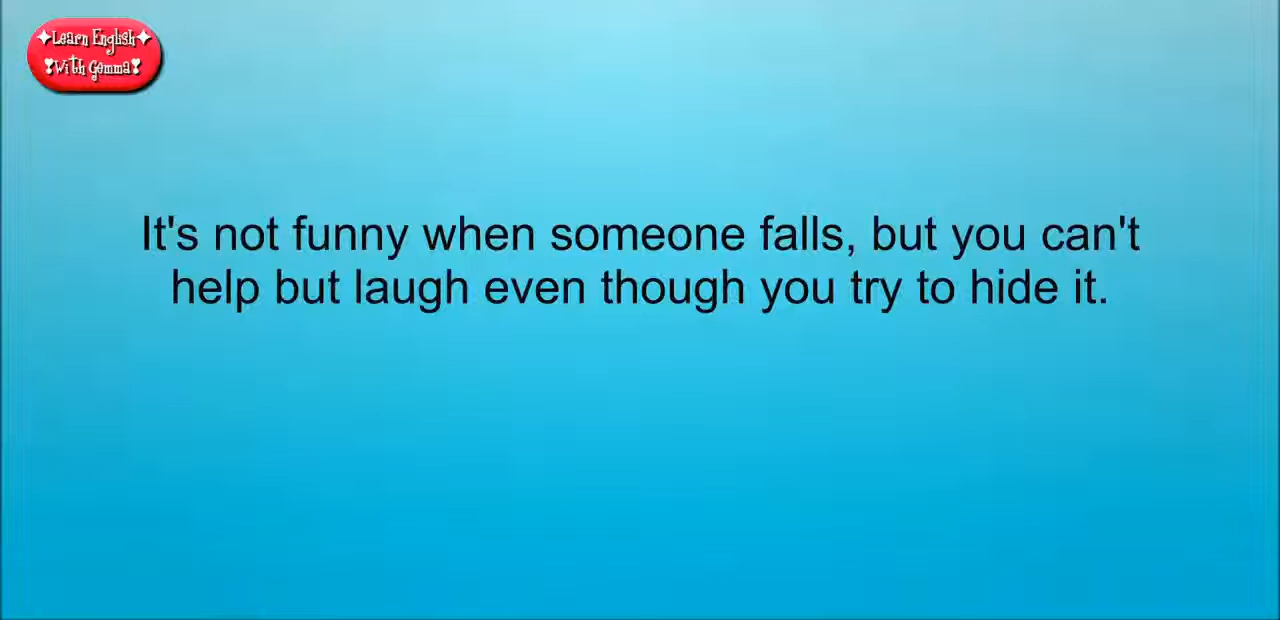 ✦Learn English✦
❣With Gemma❣
It's not funny when someone falls, but you can't
help but laugh even though you try to hide it.